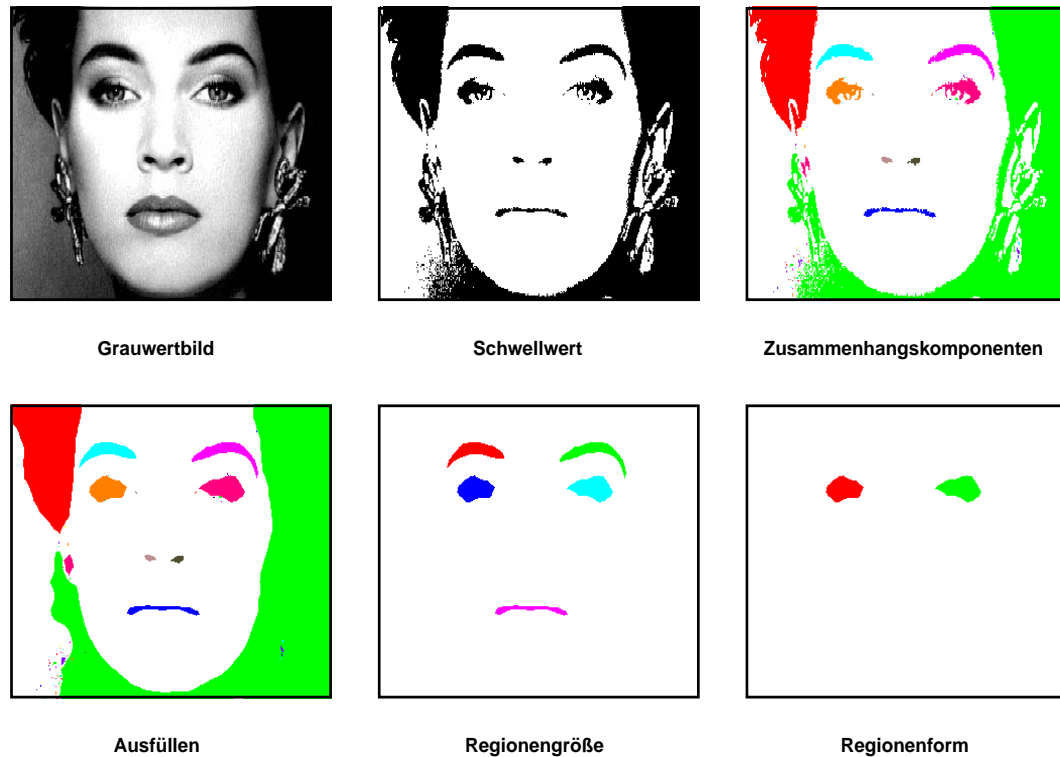 Grauwertbild
Schwellwert
Zusammenhangskomponenten
Ausfüllen
Regionengröße
Regionenform